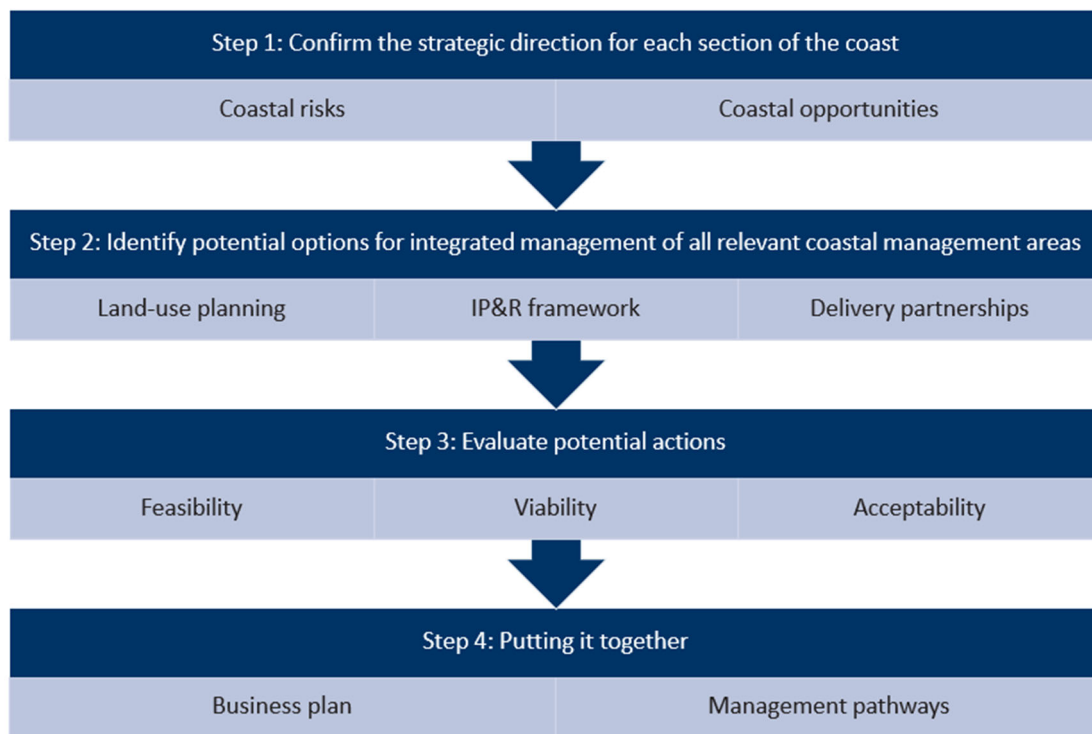 Step 1: Confirm the strategic direction for each section of the coast
Coastal risks
Coastal opportunities
Step 2: Identify potential options for integrated management of all relevant coastal management areas
Land-use planning
IP&R framework
Delivery partnerships
Step 3: Evaluate potential actions
Feasibility
Viability
Acceptability
Step 4: Putting it together
Business plan
Management pathways